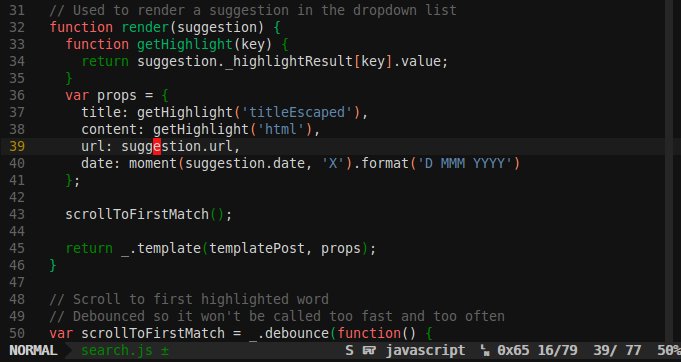 31 // Used to render a suggestion in the dropdown list
32 function render(suggestion) {
33 function getHighlight(key) {
34 return suggestion._highlightResult[key].value;
35 }
36 var props = {
37 title: getHighlight('titleEscaped'),
38 content: getHighlight('html'),
39 url: suggestion.url,
40 date: moment(suggestion.date, 'X').format('D MMM YYYY')
41 };
42
43 scrollToFirstMatch();
44
45 return _.template(templatePost, props);
46 }
47
48 // Scroll to first highlighted word
49 // Debounced so it won't be called too fast and too often
50 var scrollToFirstMatch = _.debounce(function() {
NORMAL search.js ± S javascript 0x65 16/79 39/ 77 50%